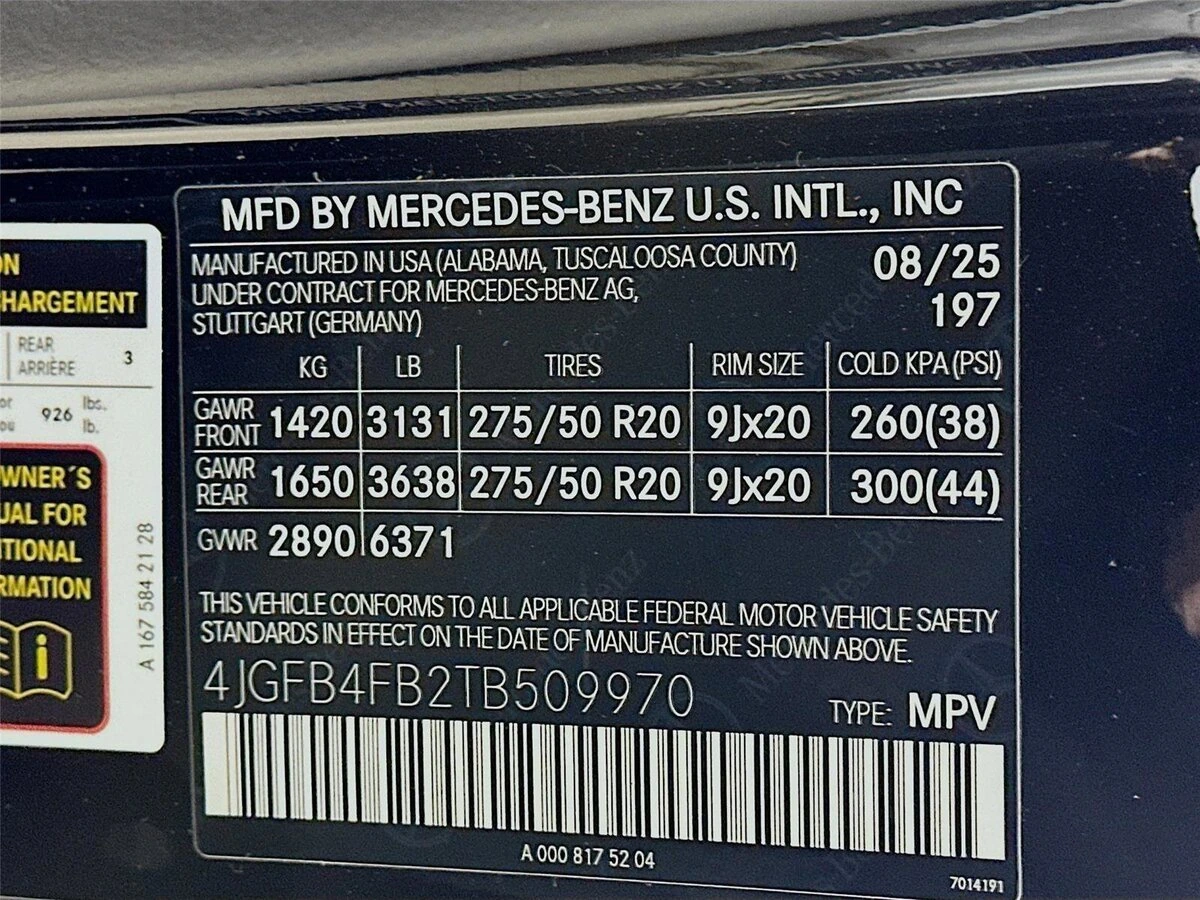 ON
CHARGEMENT
REAR
ARRIÈRE
3
or
ou
926
lbs.
lb.
OWNER´S
UAL FOR
ITIONAL
RMATION
i
A 167 584 21 28
MFD BY MERCEDES-BENZ U.S. INTL., INC
MANUFACTURED IN USA (ALABAMA, TUSCALOOSA COUNTY) 08/25
UNDER CONTRACT FOR MERCEDES-BENZ AG, 197
STUTTGART (GERMANY)
KG LB TIRES RIM SIZE COLD KPA (PSI)
GAWR FRONT 1420 3131 275/50 R20 9Jx20 260(38)
GAWR REAR 1650 3638 275/50 R20 9Jx20 300(44)
GVWR 2890 6371
THIS VEHICLE CONFORMS TO ALL APPLICABLE FEDERAL MOTOR VEHICLE SAFETY
STANDARDS IN EFFECT ON THE DATE OF MANUFACTURE SHOWN ABOVE.
4JGFB4FB2TB509970
TYPE: MPV
A 000 817 52 04
7014191